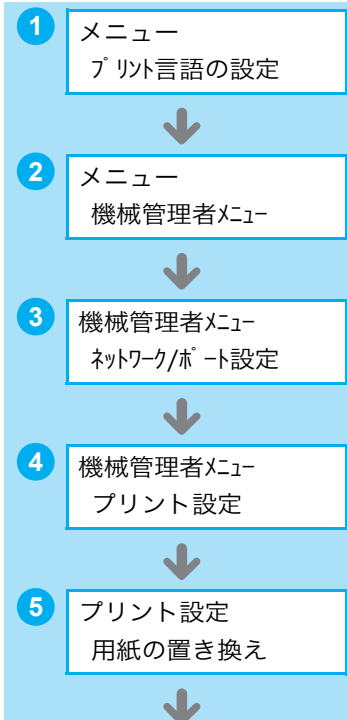 1
メニュー
ﾌﾟﾘﾝﾄ言語の設定
2
メニュー
機械管理者ﾒﾆｭｰ
3
機械管理者ﾒﾆｭｰ
ﾈｯﾄﾜｰｸ/ﾎﾟｰﾄ設定
4
機械管理者ﾒﾆｭｰ
プリント設定
5
プリント設定
用紙の置き換え